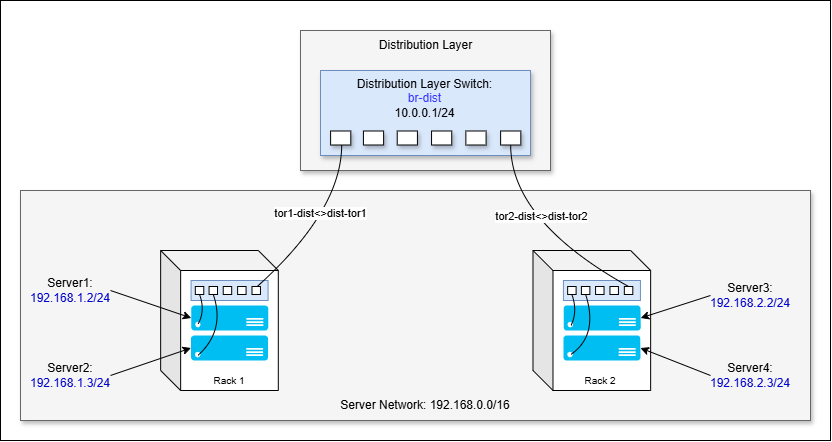 Distribution Layer
Distribution Layer Switch:
br-dist
10.0.0.1/24
tor1-dist<>dist-tor1
tor2-dist<>dist-tor2
Server1:
192.168.1.2/24
Server2:
192.168.1.3/24
Rack 1
Server3:
192.168.2.2/24
Server4:
192.168.2.3/24
Rack 2
Server Network: 192.168.0.0/16